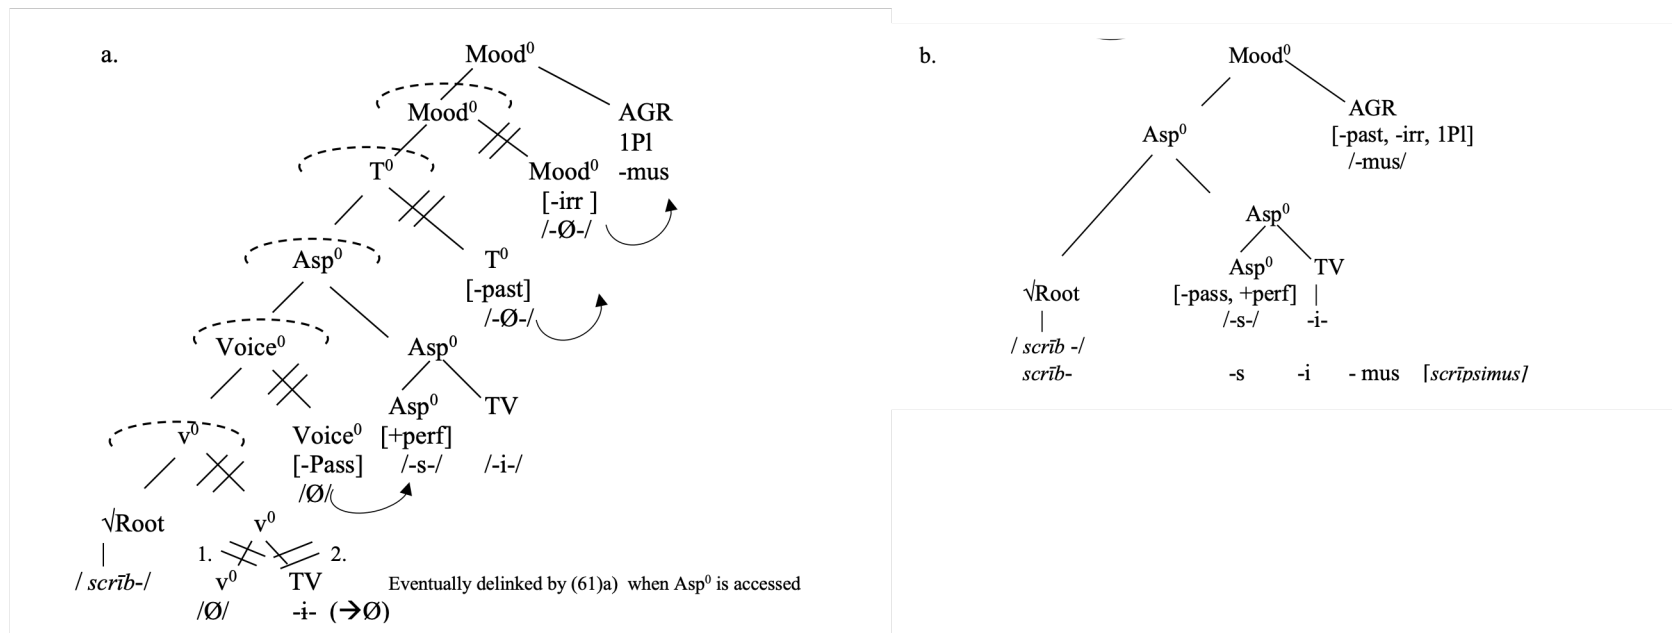 a.
Mood⁰
Mood⁰
AGR
1Pl
T⁰
Mood⁰ -mus
[-irr ]
/-Ø-/
Asp⁰
T⁰
[-past]
/-Ø-/
Voice⁰
Asp⁰
Asp⁰
TV
v⁰
Voice⁰ [+perf]
[-Pass] /-s-/ /-i-/
/Ø/
√Root
v⁰
1.
2.
/ scrīb-/
v⁰
TV
Eventually delinked by (61)a) when Asp⁰ is accessed
/Ø/
-i- (→Ø)
b.
Mood⁰
AGR
Asp⁰
[-past, -irr, 1Pl]
/-mus/
Asp⁰
Asp⁰
TV
√Root
[-pass, +perf]
/-s-/
-i-
/ scrīb -/
scrīb- -s -i - mus [scrīpsimus]